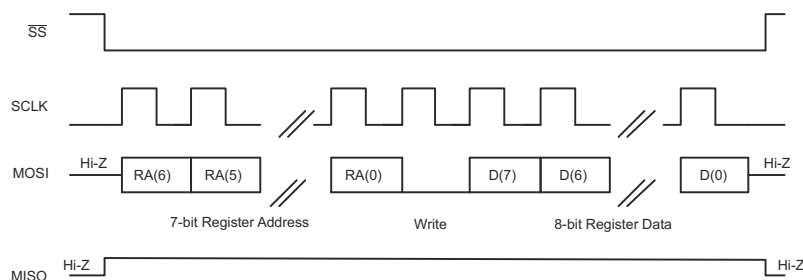 SS
SCLK
Hi-Z
Hi-Z
MOSI
RA(6)
RA(5)
RA(0)
D(7)
D(6)
D(0)
7-bit Register Address
Write
8-bit Register Data
Hi-Z
Hi-Z
MISO